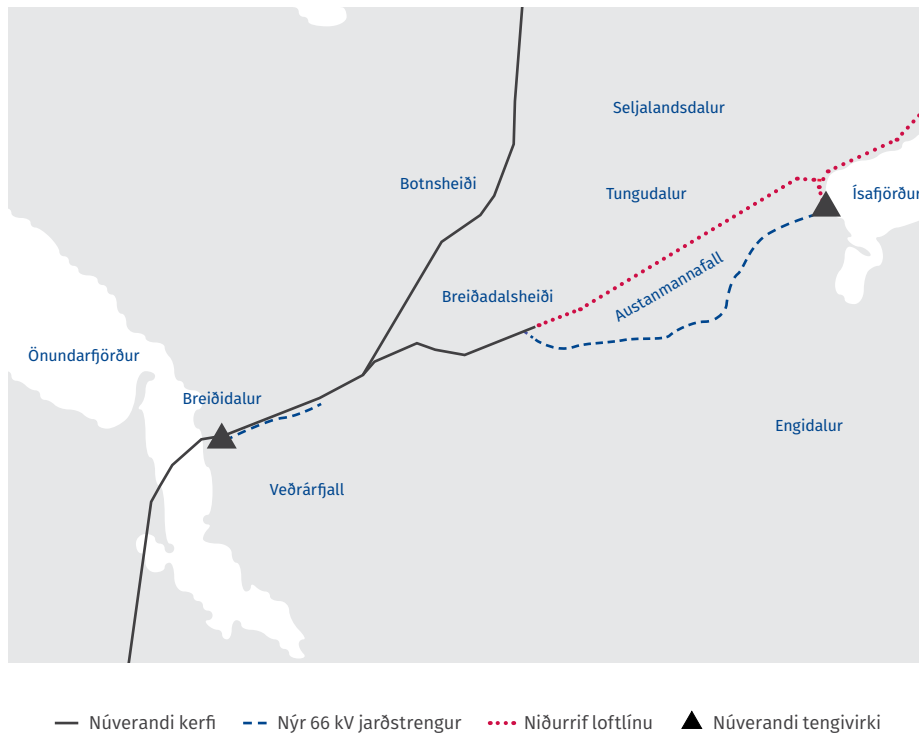 Seljalandsdalur
Botnsheiði
Tungudalur
Ísafjörður
Austanmannafall
Breiðadalsheiði
Önundarfjörður
Breiðidalur
Engidalur
Veðrárfjall
Núverandi kerfi
Nýr 66 kV jarðstrengur
Niðurrif loftlínu
Núverandi tengivirki